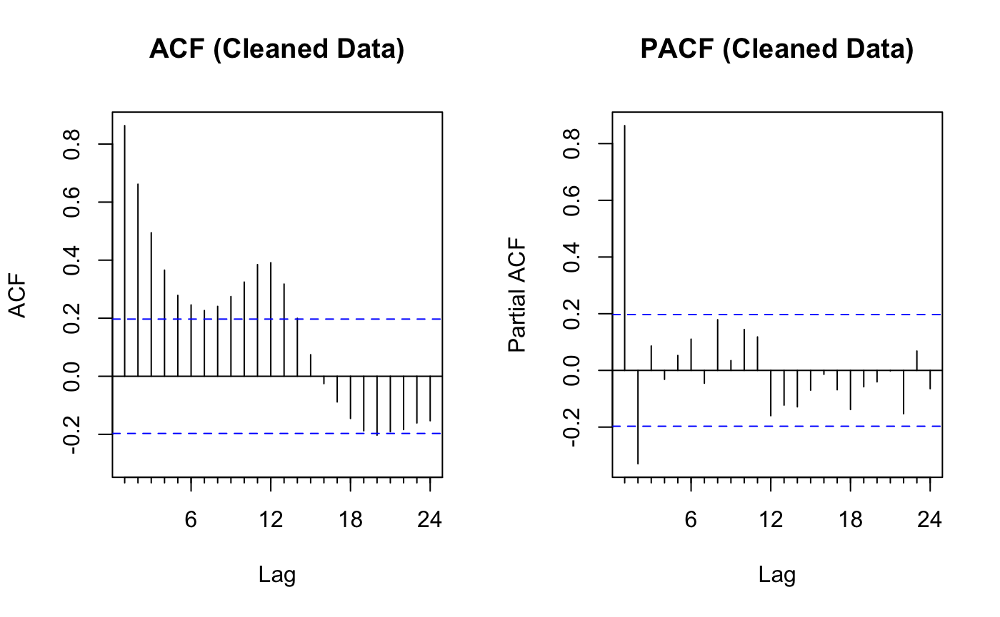 ACF (Cleaned Data)
ACF
0.8
0.6
0.4
0.2
0.0
-0.2
6 12 18 24
Lag
PACF (Cleaned Data)
Partial ACF
0.8
0.6
0.4
0.2
0.0
-0.2
6 12 18 24
Lag